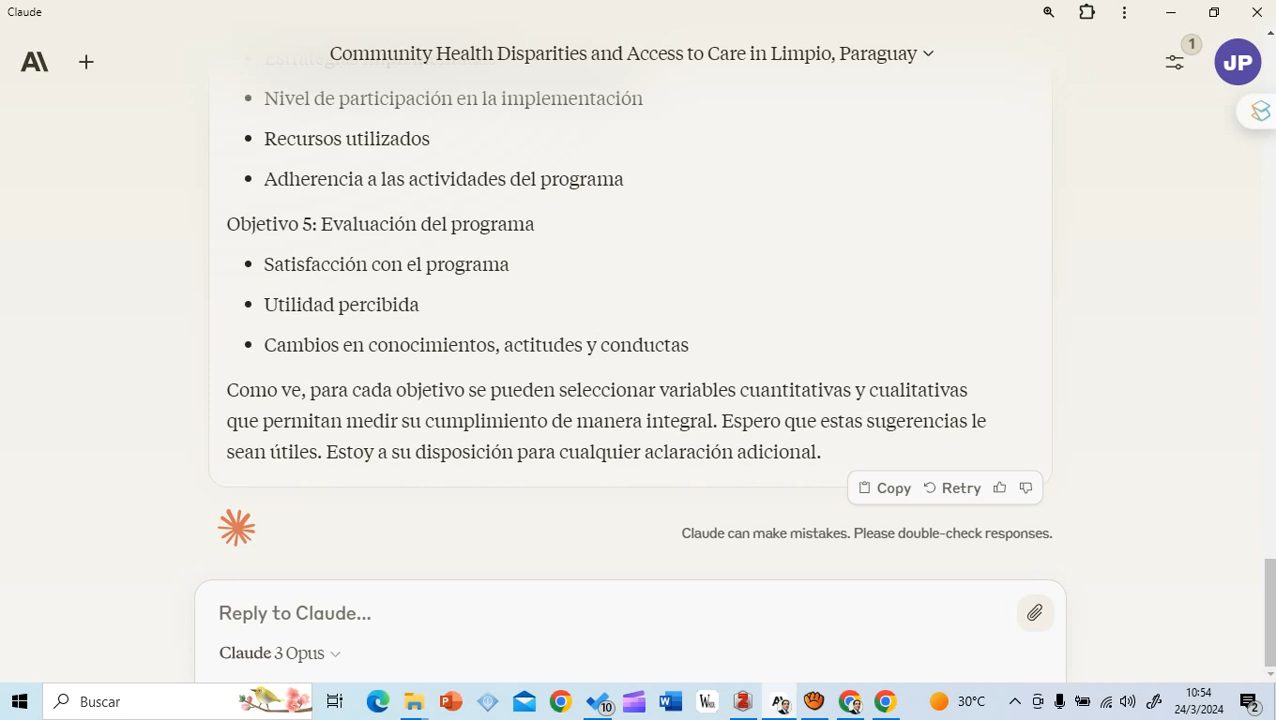 Claude
Community Health Disparities and Access to Care in Limpio, Paraguay
1
JP
• Nivel de participación en la implementación
• Recursos utilizados
• Adherencia a las actividades del programa
Objetivo 5: Evaluación del programa
• Satisfacción con el programa
• Utilidad percibida
• Cambios en conocimientos, actitudes y conductas
Como ve, para cada objetivo se pueden seleccionar variables cuantitativas y cualitativas
que permitan medir su cumplimiento de manera integral. Espero que estas sugerencias le
sean útiles. Estoy a su disposición para cualquier aclaración adicional.
Copy Retry
Claude can make mistakes. Please double-check responses.
Reply to Claude...
Claude 3 Opus
Buscar
10
30°C
10:54
24/3/2024
2